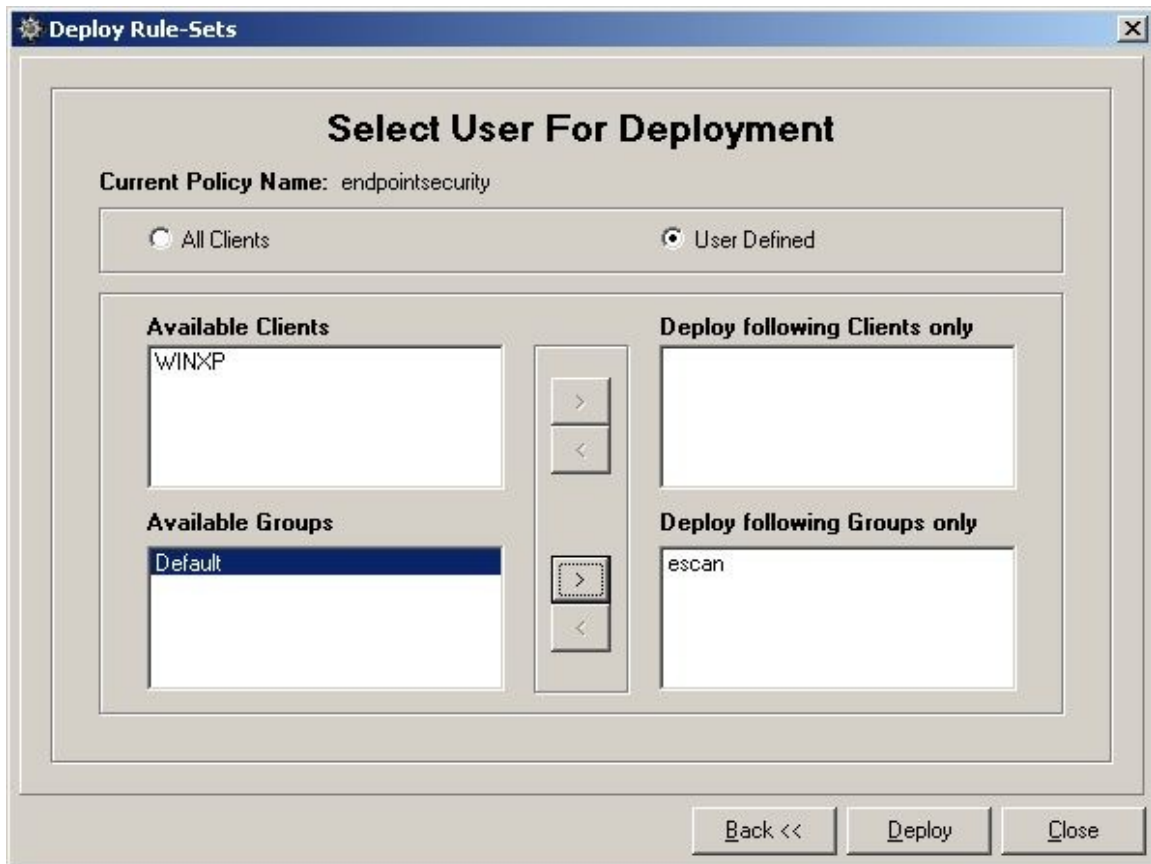 Deploy Rule-Sets
Select User For Deployment
Current Policy Name: endpointsecurity
All Clients
User Defined
Available Clients
WINXP
>
<
Deploy following Clients only
Available Groups
Default
>
<
Deploy following Groups only
escan
Back <<
Deploy
Close